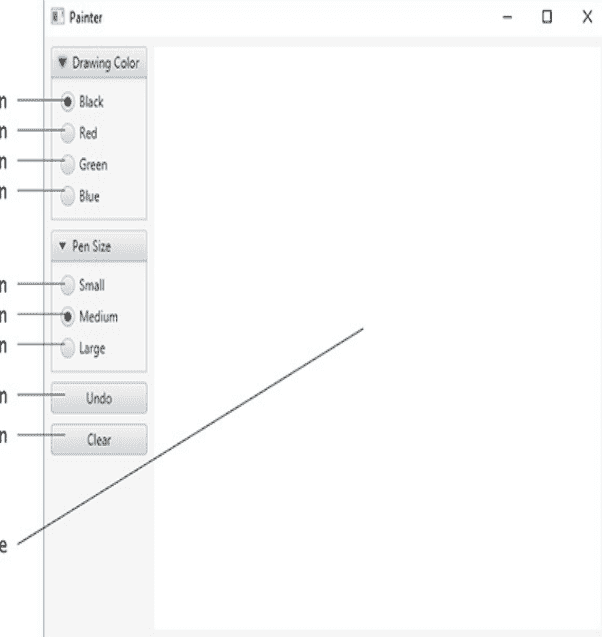 Painter
Drawing Color
n Black
n Red
n Green
n Blue
Pen Size
n Small
n Medium
n Large
n Undo
n Clear
e